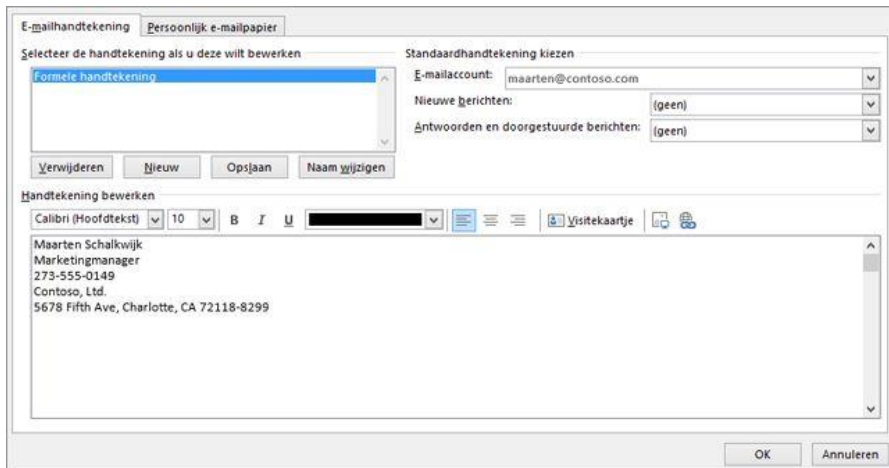 E-mailhandtekening Persoonlijk e-mailpapier
Selecteer de handtekening als u deze wilt bewerken
Formele handtekening
Verwijderen Nieuw Opslaan Naam wijzigen
Standaardhandtekening kiezen
E-mailaccount: maarten@contoso.com
Nieuwe berichten: (geen)
Antwoorden en doorgestuurde berichten: (geen)
Handtekening bewerken
Calibri (Hoofdtekst) 10 B I U Visitekaartje
Maarten Schalkwijk
Marketingmanager
273-555-0149
Contoso, Ltd.
5678 Fifth Ave, Charlotte, CA 72118-8299
OK Annuleren